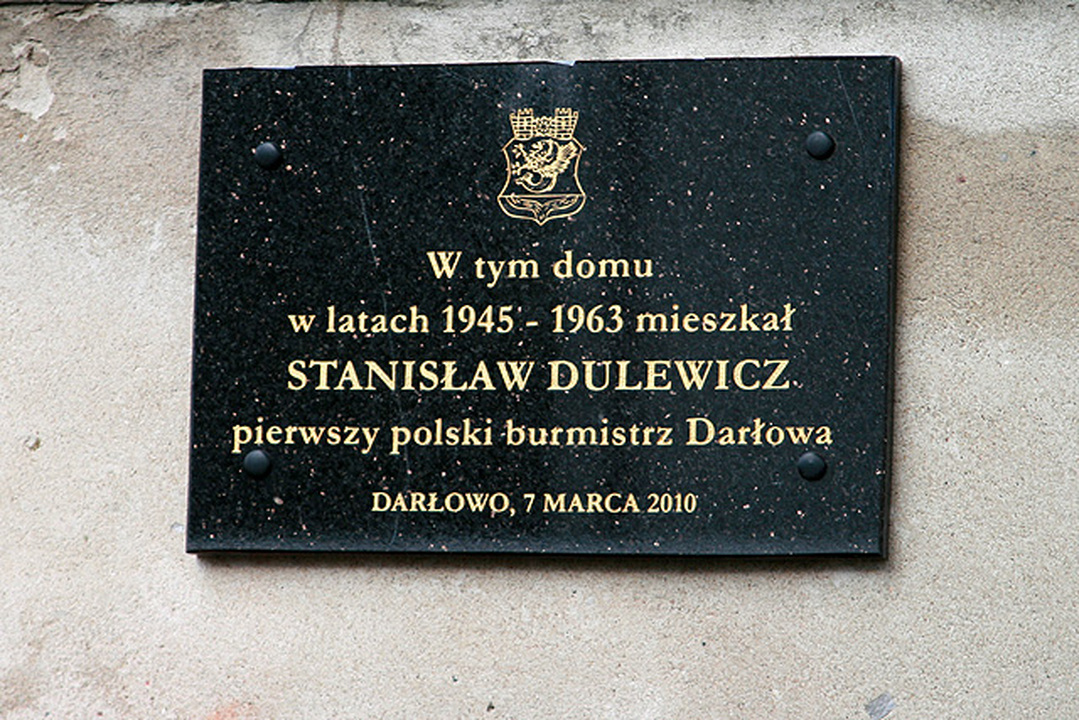 W tym domu
w latach 1945 - 1963 mieszkał
STANISŁAW DULEWICZ
pierwszy polski burmistrz Darłowa
DARŁOWO, 7 MARCA 2010